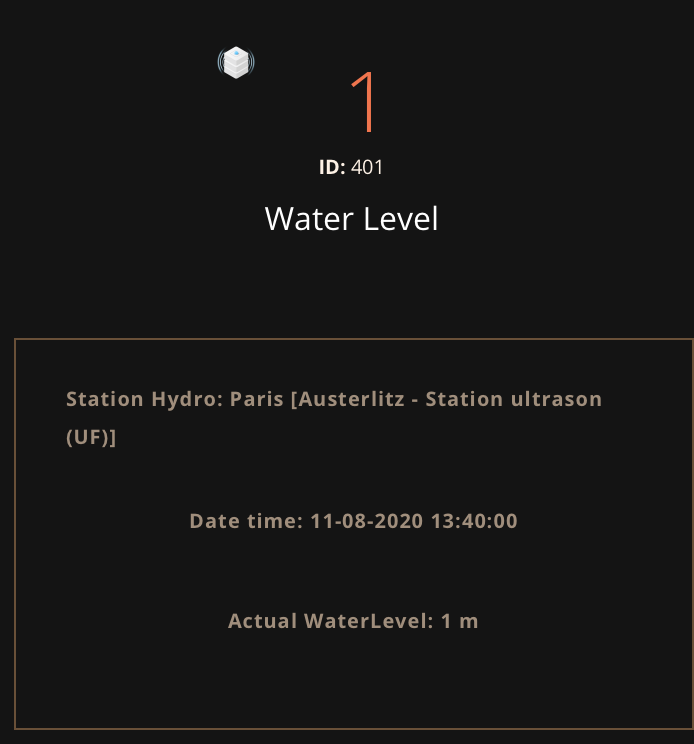 1
ID: 401
Water Level
Station Hydro: Paris [Austerlitz - Station ultrason
(UF)]
Date time: 11-08-2020 13:40:00
Actual WaterLevel: 1 m